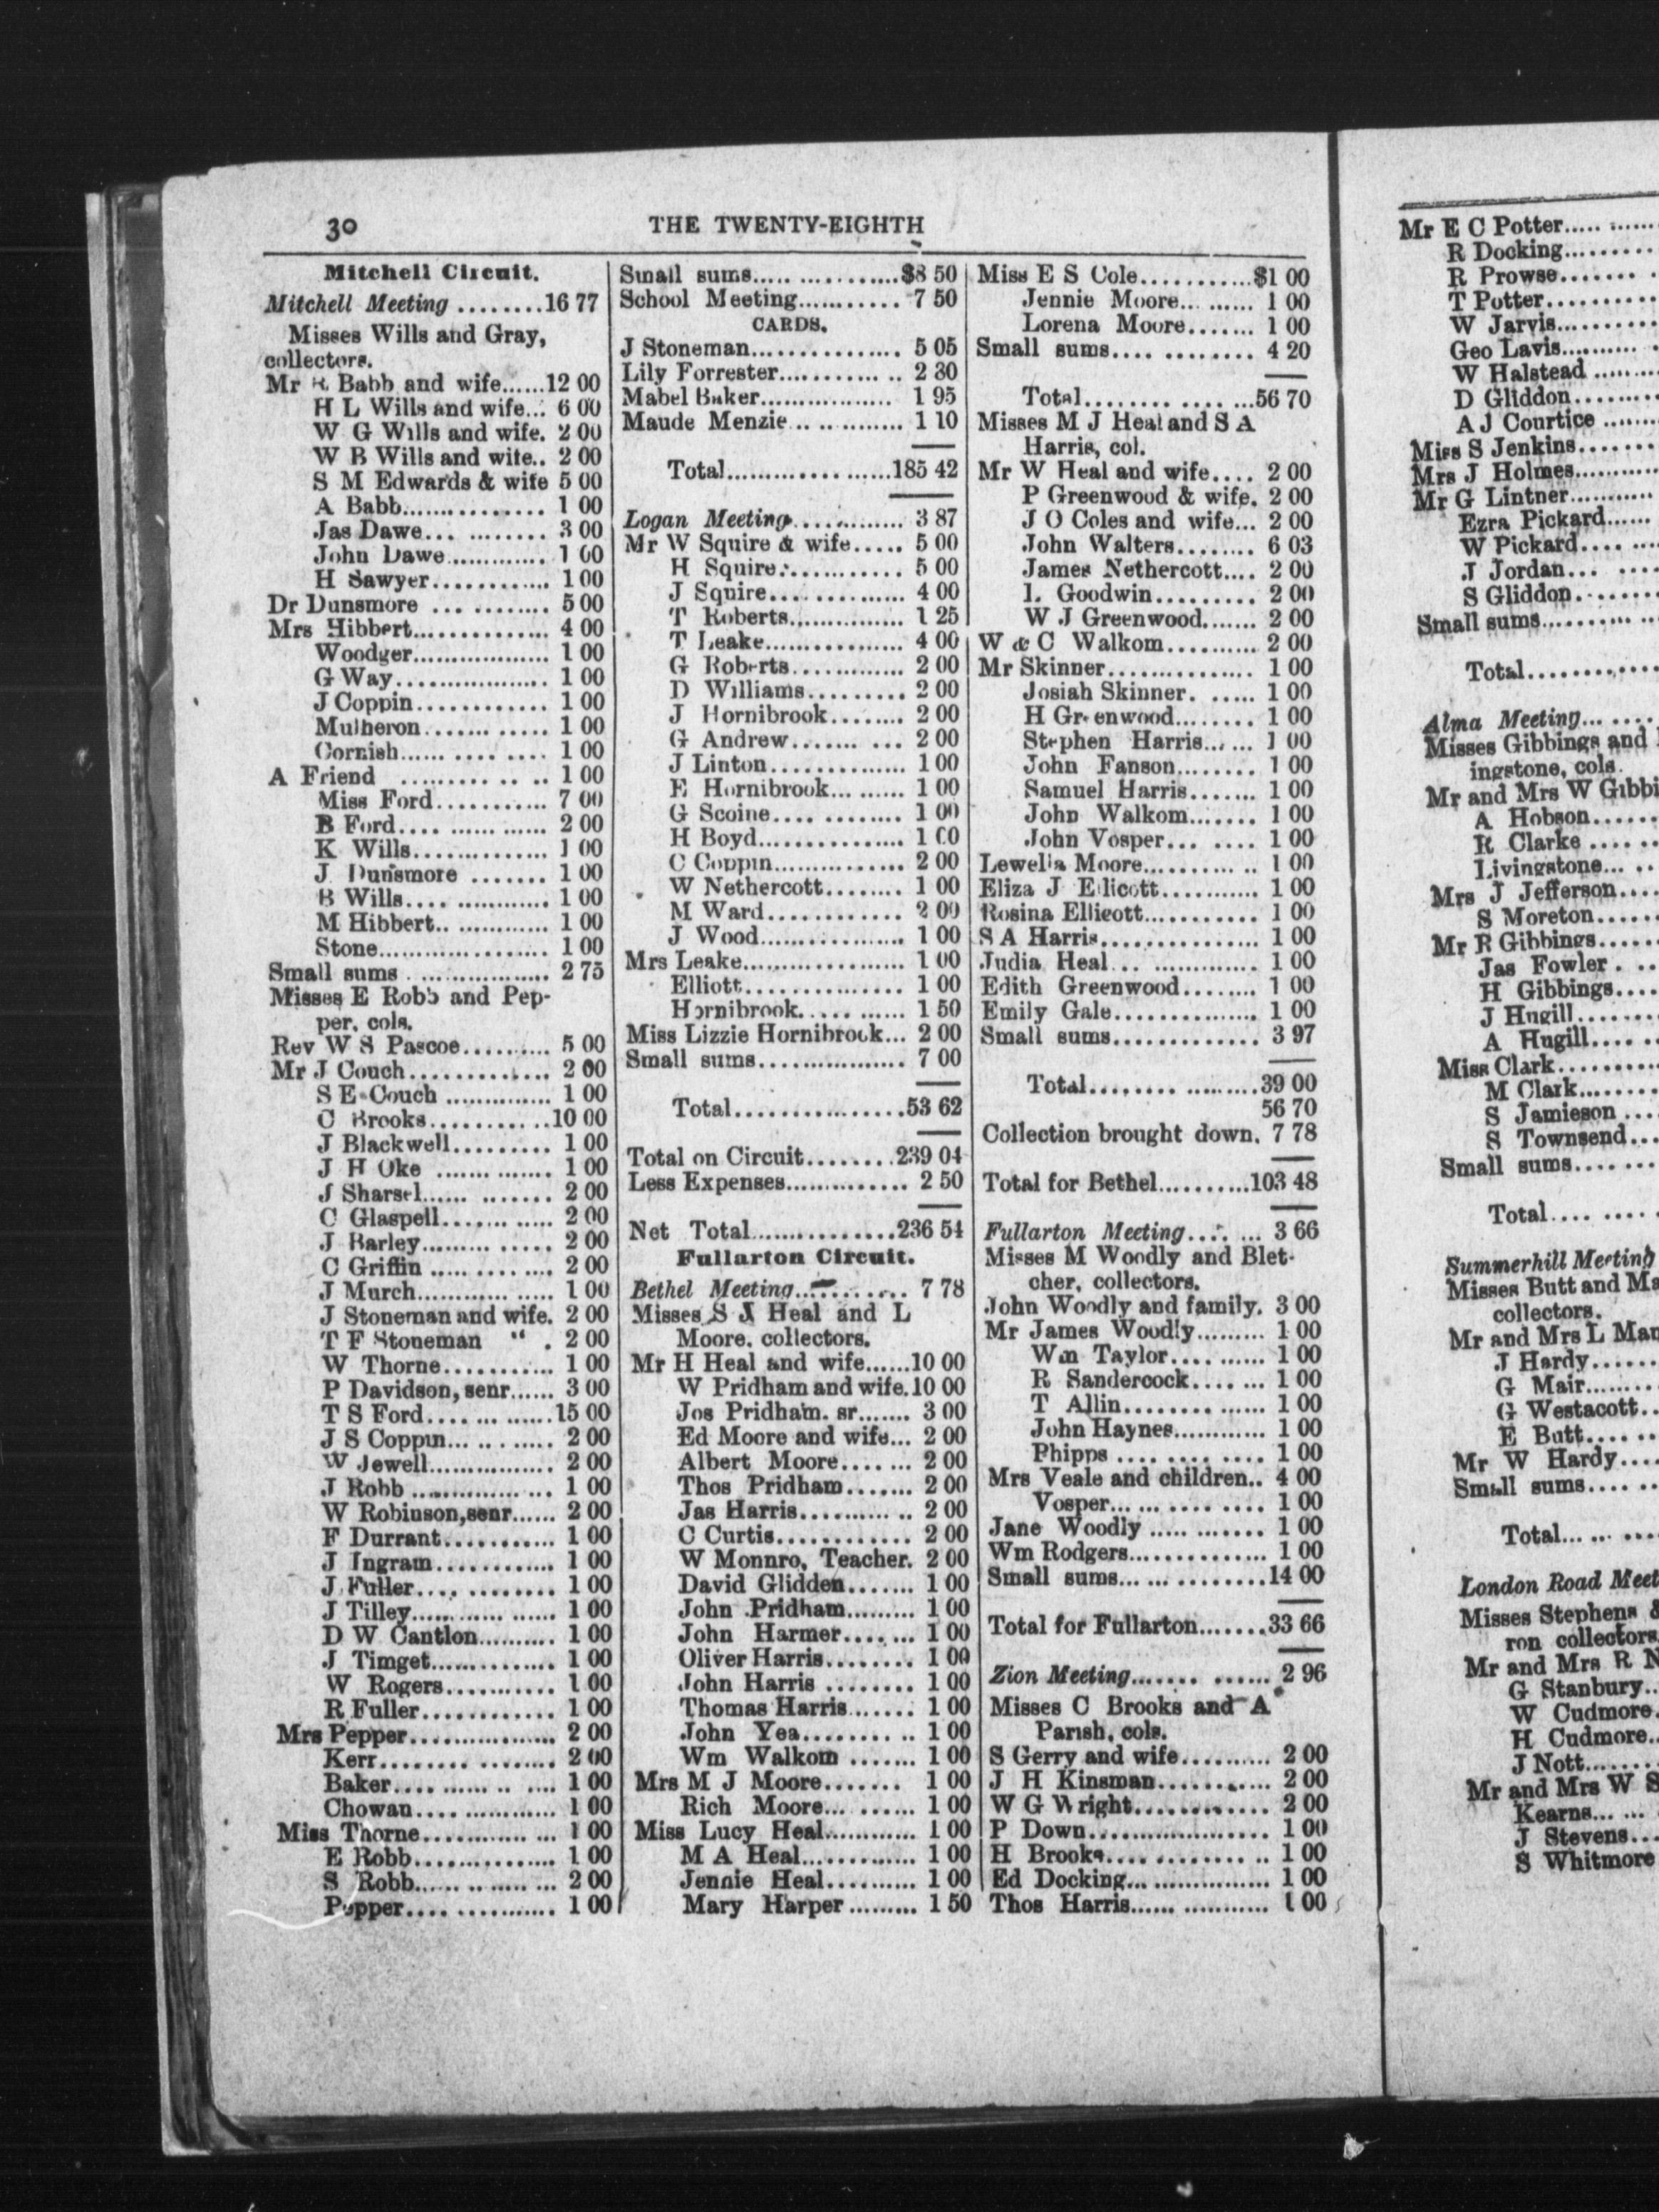 30
THE TWENTY-EIGHTH
Mitchell Circuit.
Mitchell Meeting ........16 77
Misses Wills and Gray,
collectors.
Mr R Babb and wife......12 00
H L Wills and wife... 6 00
W G Wills and wife. 2 00
W B Wills and wife.. 2 00
S M Edwards & wife 5 00
A Babb............... 1 00
Jas Dawe... ......... 3 00
John Dawe............. 1 00
H Sawyer............ 1 00
Dr Dunsmore ... ......... 5 00
Mrs Hibbert.............. 4 00
Woodger................... 1 00
G Way................... 1 00
J Coppin............ 1 00
Mulheron............ 1 00
Cornish............... 1 00
A Friend ............... 1 00
Miss Ford........... 7 00
B Ford.... ............ 2 00
K Wills.............. 1 00
J Dunsmore ....... 1 00
B Wills.... ............ 1 00
M Hibbert.. ............ 1 00
Stone.................... 1 00
Small sums .................. 2 75
Misses E Robb and Pep-
per, cols.
Rev W S Pascoe.......... 5 00
Mr J Couch.............. 2 00
S E Couch .............. 1 00
C Brooks............10 00
J Blackwell.......... 1 00
J H Oke ............. 1 00
J Sharsel...... ....... 2 00
C Glaspell............ 2 00
J Barley......... ..... 2 00
C Griffin ..... ........ 2 00
J Murch............. ..... 1 00
J Stoneman and wife. 2 00
T F Stoneman " . 2 00
W Thorne........... 1 00
P Davidson, senr...... 3 00
T S Ford.... ... ......15 00
J S Coppin... .. . ..... 2 00
W Jewell................ 2 00
J Robb .............. ... 1 00
W Robinson,senr...... 2 00
F Durrant........... 1 00
J Ingram............ 1 00
J Fuller.... ......... 1 00
J Tilley...... ...... ...... 1 00
D W Cantlon.......... 1 00
J Timget............... 1 00
W Rogers........... 1 00
R Fuller............ 1 00
Mrs Pepper................ 2 00
Kerr........ ........ 2 00
Baker.... ...... .. .... 1 00
Chowan.... ............ 1 00
Miss Thorne............ ... 1 00
E Robb............... 1 00
S Robb...... .. ...... ... 2 00
Pepper.... ........... 1 00
Small sums..... ..............$8 50
School Meeting........... 7 50
CARDS.
J Stoneman............... 5 05
Lily Forrester............ .. 2 30
Mabel Baker.................. 1 95
Maude Menzie .. .. ........... 1 10
Total...................185 42
Logan Meeting............. 3 87
Mr W Squire & wife..... 5 00
H Squire............. 5 00
J Squire.............. 4 00
T Roberts............... 1 25
T Leake................ 4 00
G Roberts............. 2 00
D Williams.......... 2 00
J Hornibrook........ 2 00
G Andrew....... ... 2 00
J Linton.............. 1 00
E Hornibrook... ...... 1 00
G Scoine.... ......... 1 00
H Boyd............... 1 00
C Coppin............... 2 00
W Nethercott........ 1 00
M Ward............. 2 00
J Wood................. 1 00
Mrs Leake................... 1 00
Elliott................. 1 00
Hornibrook..... ...... 1 50
Miss Lizzie Hornibrook... 2 00
Small sums................. 7 00
Total..................53 62
Total on Circuit........239 04
Less Expenses.............. 2 50
Net Total...............236 54
Fullarton Circuit.
Bethel Meeting............ 7 78
Misses S J Heal and L
Moore, collectors.
Mr H Heal and wife......10 00
W Pridham and wife.10 00
Jos Pridham. sr....... 3 00
Ed Moore and wife... 2 00
Albert Moore.... ... 2 00
Thos Pridham....... 2 00
Jas Harris.......... .. 2 00
C Curtis............. 2 00
W Monnro, Teacher. 2 00
David Glidden....... 1 00
John Pridham......... 1 00
John Harmer.... ... 1 00
Oliver Harris......... 1 00
John Harris ......... 1 00
Thomas Harris....... 1 00
John Yea......... .. 1 00
Wm Walkom ....... 1 00
Mrs M J Moore....... 1 00
Rich Moore... ...... 1 00
Miss Lucy Heal............ 1 00
M A Heal............ 1 00
Jennie Heal.......... 1 00
Mary Harper ......... 1 50
Miss E S Cole............$1 00
Jennie Moore... ...... 1 00
Lorena Moore....... 1 00
Small sums.... ......... 4 20
Total........ .... ...56 70
Misses M J Heal and S A
Harris, col.
Mr W Heal and wife.... 2 00
P Greenwood & wife. 2 00
J O Coles and wife... 2 00
John Walters........ 6 03
James Nethercott.... 2 00
L Goodwin.......... 2 00
W J Greenwood....... 2 00
W & C Walkom.......... 2 00
Mr Skinner............... 1 00
Josiah Skinner. ..... 1 00
H Greenwood........ 1 00
Stephen Harris...... 1 00
John Fanson........ 1 00
Samuel Harris....... 1 00
John Walkom....... 1 00
John Vosper... .... 1 00
Lewella Moore........... .. 1 00
Eliza J Ellicott........... 1 00
Rosina Ellicott............ 1 00
S A Harris................ 1 00
Judia Heal... ............. 1 00
Edith Greenwood........ 1 00
Emily Gale............... 1 00
Small sums.............. 3 97
Total........ ..........39 00
56 70
Collection brought down. 7 78
Total for Bethel..........103 48
Fullarton Meeting.... ... 3 66
Misses M Woodly and Blet-
cher, collectors.
John Woodly and family. 3 00
Mr James Woodly......... 1 00
Wm Taylor.... ...... 1 00
R Sandercock.... ... 1 00
T Allin........ ...... 1 00
John Haynes............ 1 00
Phipps .... .... .... 1 00
Mrs Veale and children.. 4 00
Vosper... ... .... .... 1 00
Jane Woodly ..... ....... 1 00
Wm Rodgers.............. 1 00
Small sums... ... .........14 00
Total for Fullarton.......33 66
Zion Meeting....... ...... 2 96
Misses C Brooks and A
Parish, cols.
S Gerry and wife.......... 2 00
J H Kinsman............ 2 00
W G Wright............. 2 00
P Down................... 1 00
H Brooks.............. .. 1 00
Ed Docking... ............. 1 00
Thos Harris...... ........... 1 00
Mr E C Potter..... ......
R Docking..........
R Prowse....... .
T Potter...........
W Jarvis...........
Geo Lavis.......... .
W Halstead .........
D Gliddon.........
A J Courtice .......
Miss S Jenkins.......
Mrs J Holmes...........
Mr G Lintner...........
Ezra Pickard......
W Pickard.... ....
J Jordan... ....
S Gliddon. .......
Small sums.......... ...
Total..............
Alma Meeting... ....
Misses Gibbings and
ingstone, cols.
Mr and Mrs W Gibbi
A Hobson......
R Clarke ......
Livingstone... ..
Mrs J Jefferson....
S Moreton......
Mr R Gibbings......
Jas Fowler . ..
H Gibbings....
J Hugill........
A Hugill.... ..
Miss Clark..........
M Clark.......
S Jamieson ....
S Townsend...
Small sums.... ...
Total.... .....
Summerhill Meeting
Misses Butt and Ma
collectors.
Mr and Mrs L Man
J Hardy......
G Mair.......
G Westacott..
E Butt.... ..
Mr W Hardy....
Small sums.... ..
Total... ... ....
London Road Meet
Misses Stephens &
ron collectors
Mr and Mrs R N
G Stanbury..
W Cudmore.
H Cudmore..
J Nott.......
Mr and Mrs W S
Kearns... ...
J Stevens...
S Whitmore